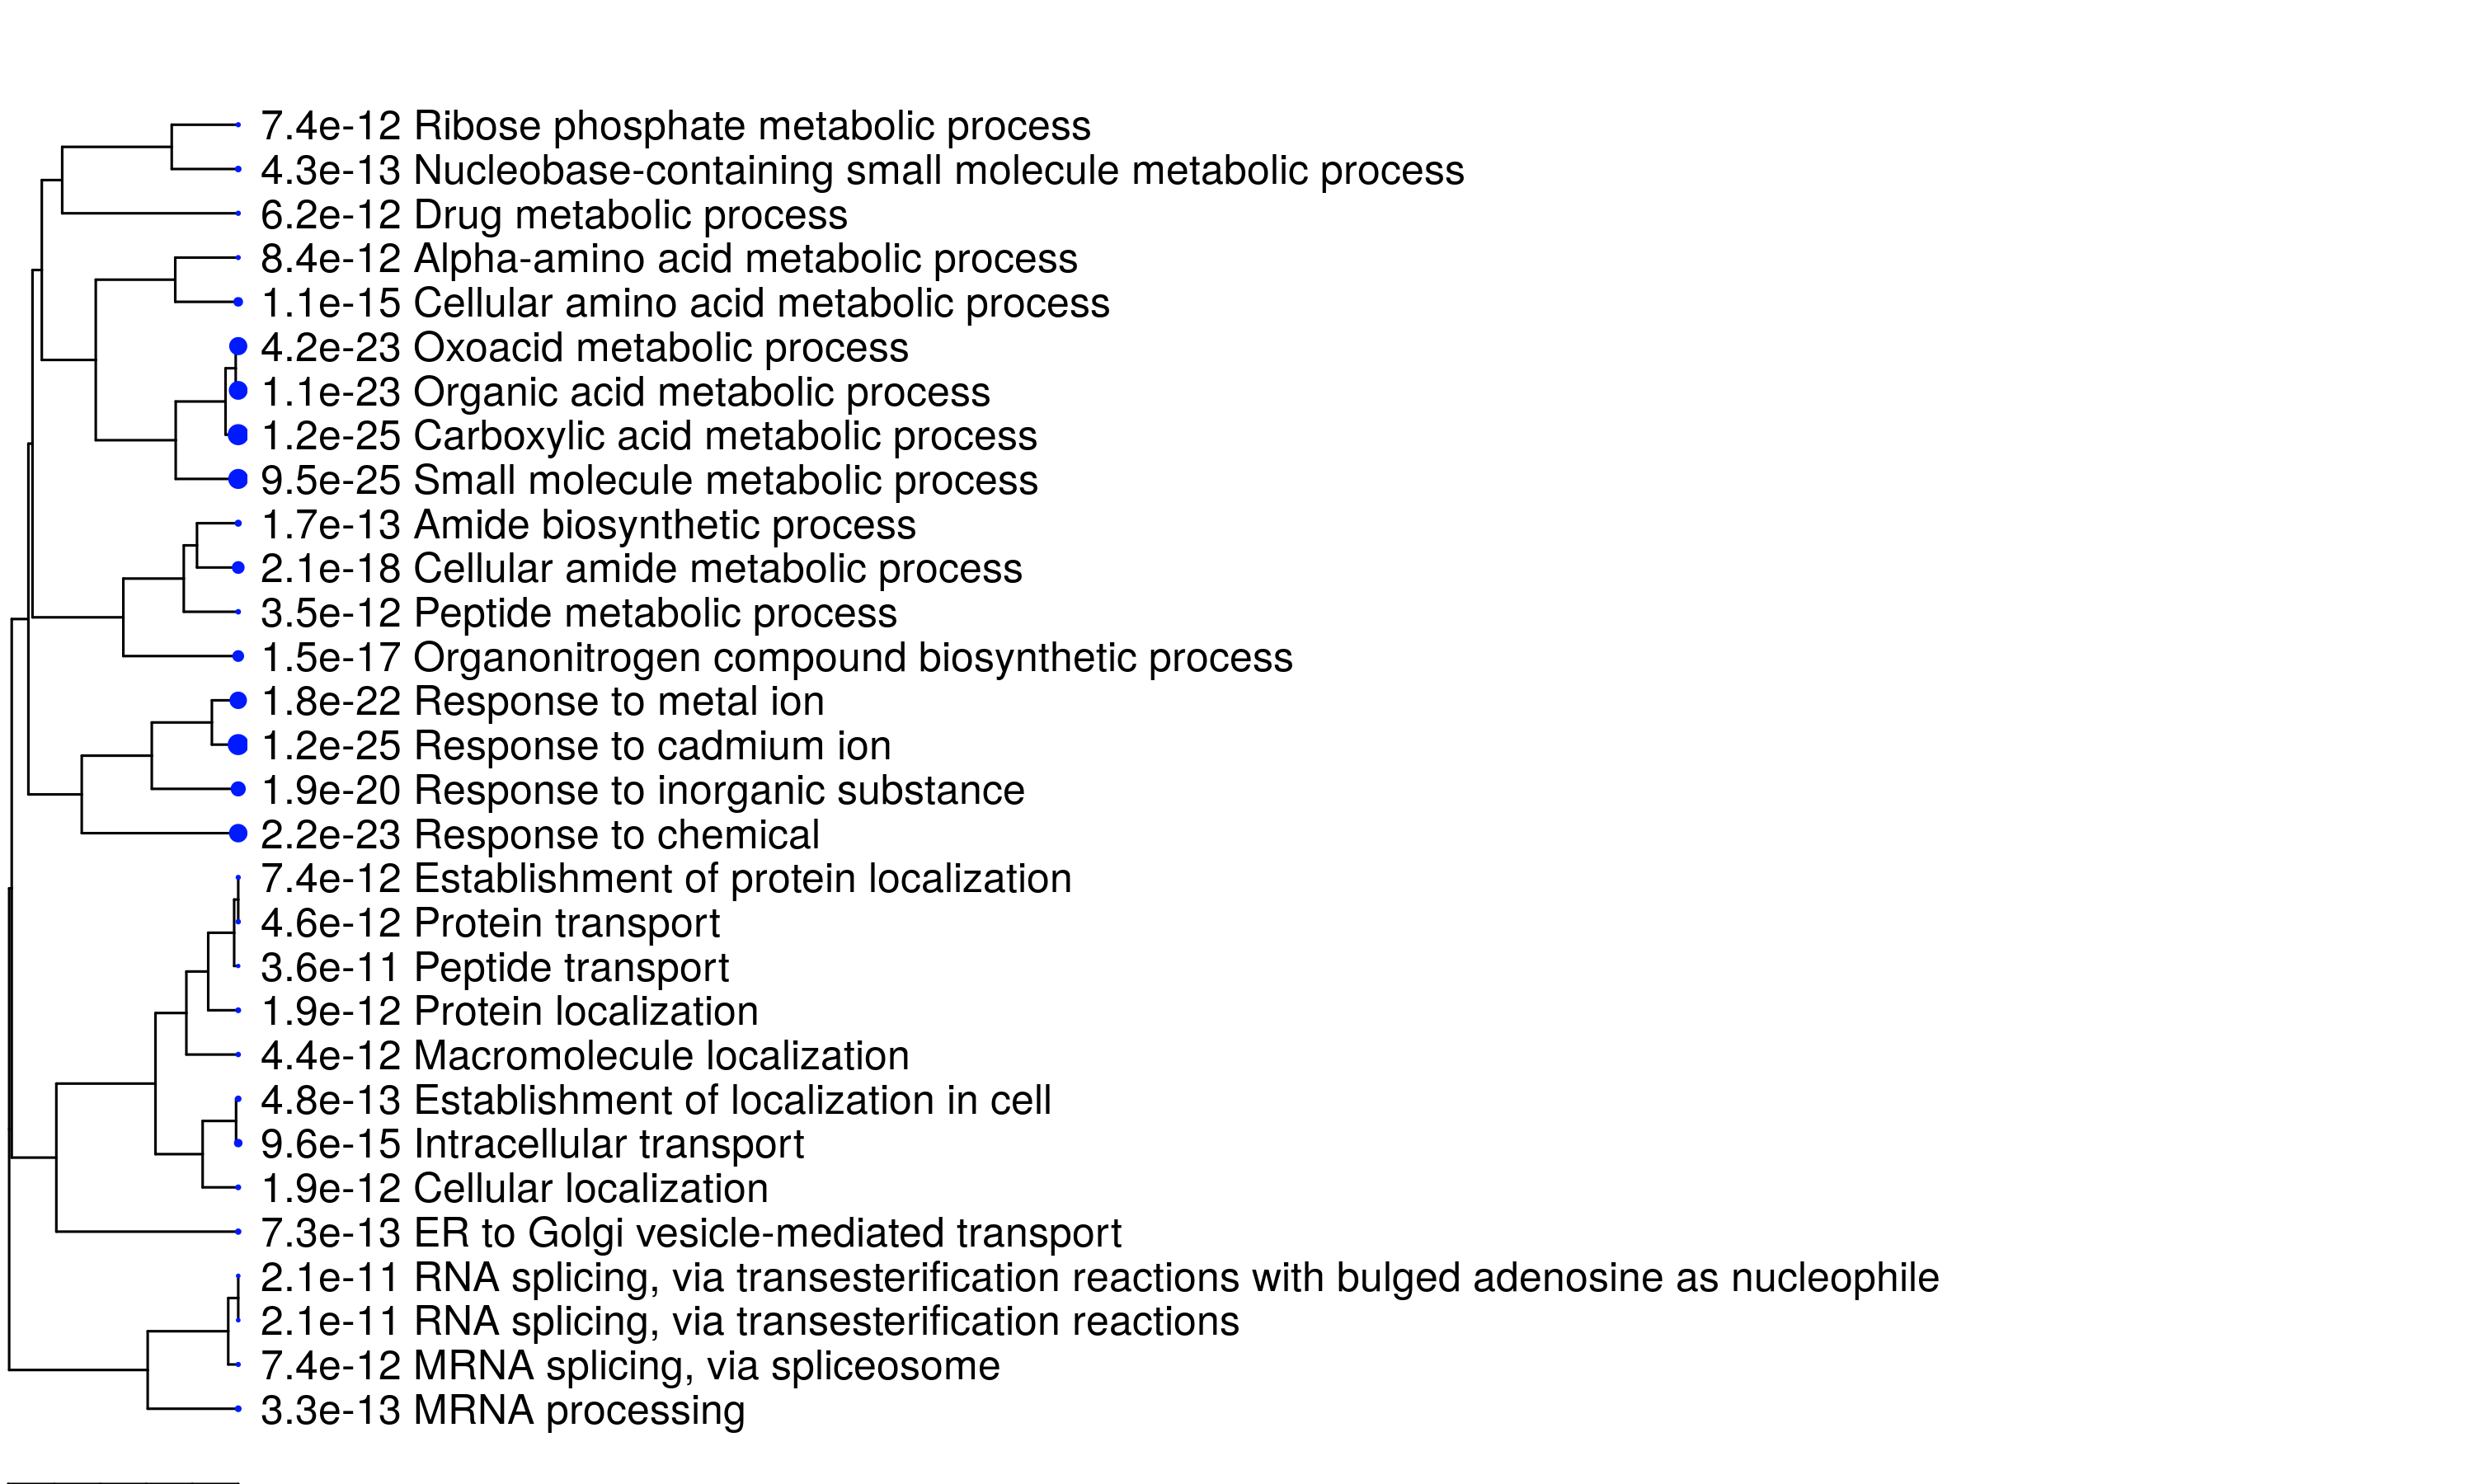 7.4e-12 Ribose phosphate metabolic process
4.3e-13 Nucleobase-containing small molecule metabolic process
6.2e-12 Drug metabolic process
8.4e-12 Alpha-amino acid metabolic process
1.1e-15 Cellular amino acid metabolic process
4.2e-23 Oxoacid metabolic process
1.1e-23 Organic acid metabolic process
1.2e-25 Carboxylic acid metabolic process
9.5e-25 Small molecule metabolic process
1.7e-13 Amide biosynthetic process
2.1e-18 Cellular amide metabolic process
3.5e-12 Peptide metabolic process
1.5e-17 Organonitrogen compound biosynthetic process
1.8e-22 Response to metal ion
1.2e-25 Response to cadmium ion
1.9e-20 Response to inorganic substance
2.2e-23 Response to chemical
7.4e-12 Establishment of protein localization
4.6e-12 Protein transport
3.6e-11 Peptide transport
1.9e-12 Protein localization
4.4e-12 Macromolecule localization
4.8e-13 Establishment of localization in cell
9.6e-15 Intracellular transport
1.9e-12 Cellular localization
7.3e-13 ER to Golgi vesicle-mediated transport
2.1e-11 RNA splicing, via transesterification reactions with bulged adenosine as nucleophile
2.1e-11 RNA splicing, via transesterification reactions
7.4e-12 MRNA splicing, via spliceosome
3.3e-13 MRNA processing